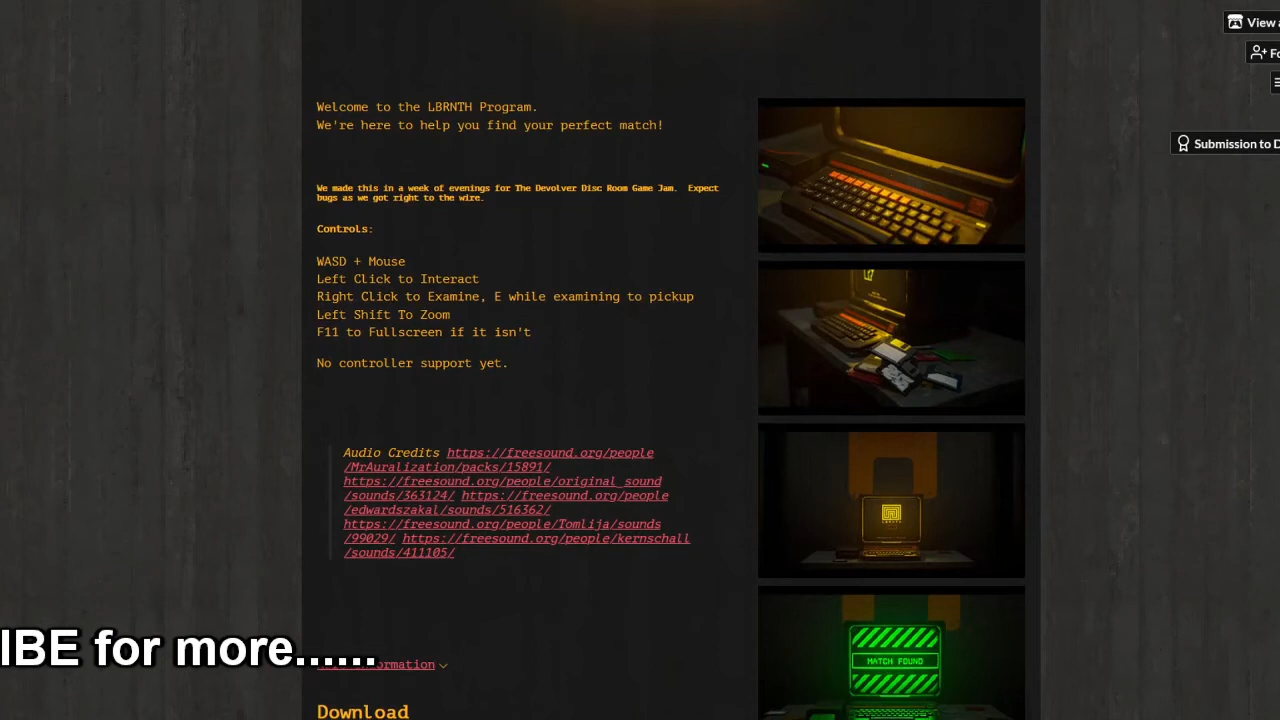 View
Fo
Submission to D
Welcome to the LBRNTH Program.
We're here to help you find your perfect match!
We made this in a week of evenings for The Devolver Disc Room Game Jam.  Expect
bugs as we got right to the wire.
Controls:
WASD + Mouse
Left Click to Interact
Right Click to Examine, E while examining to pickup
Left Shift To Zoom
F11 to Fullscreen if it isn't
No controller support yet.
Audio Credits https://freesound.org/people
/MrAuralization/packs/15891/
https://freesound.org/people/original_sound
/sounds/363124/ https://freesound.org/people
/edwardszakal/sounds/516362/
https://freesound.org/people/Tomlija/sounds
/99029/ https://freesound.org/people/kernschall
/sounds/411105/
MATCH FOUND
IBE for more......
ormation
Download